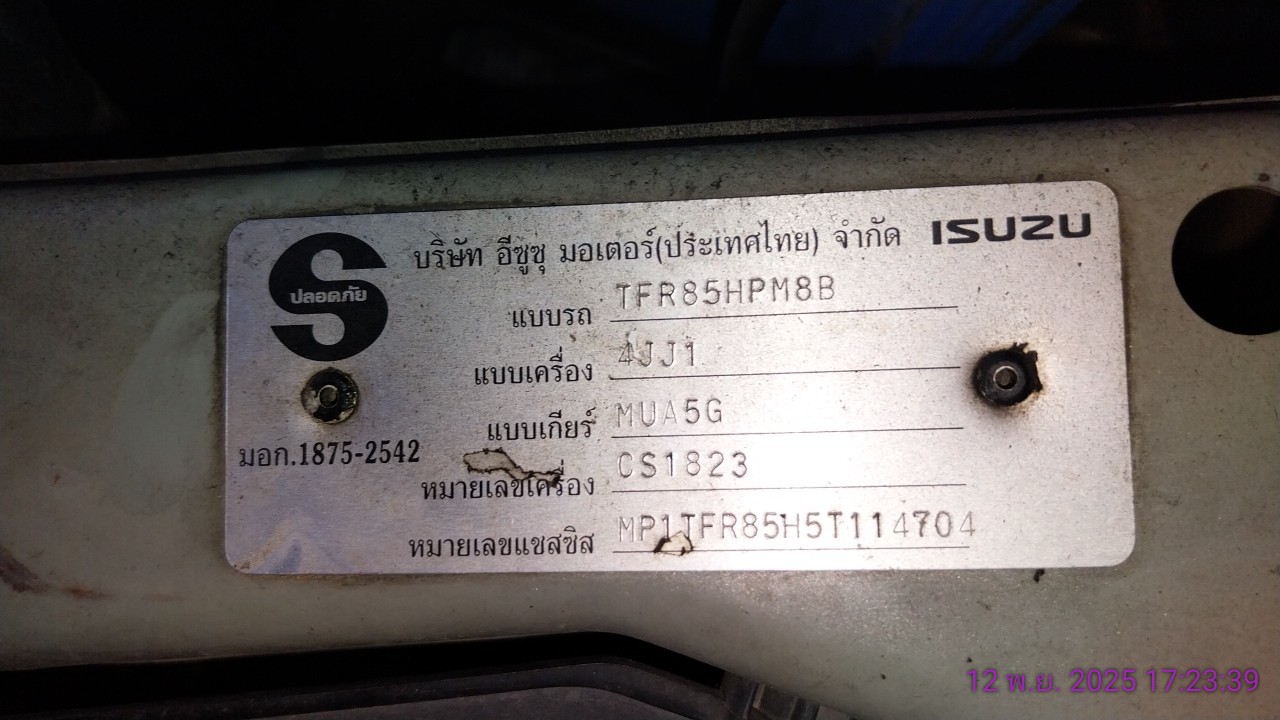 บริษัท อีซูซุ มอเตอร์(ประเทศไทย) จำกัด ISUZU
ปลอดภัย
แบบรถ TFR85HPM8B
แบบเครื่อง 4JJ1
แบบเกียร์ MUA5G
มอก.1875-2542
หมายเลขเครื่อง CS1823
หมายเลขแชสซิส MP1TFR85H5T114704
12 พ.ย. 2025 17:23:39